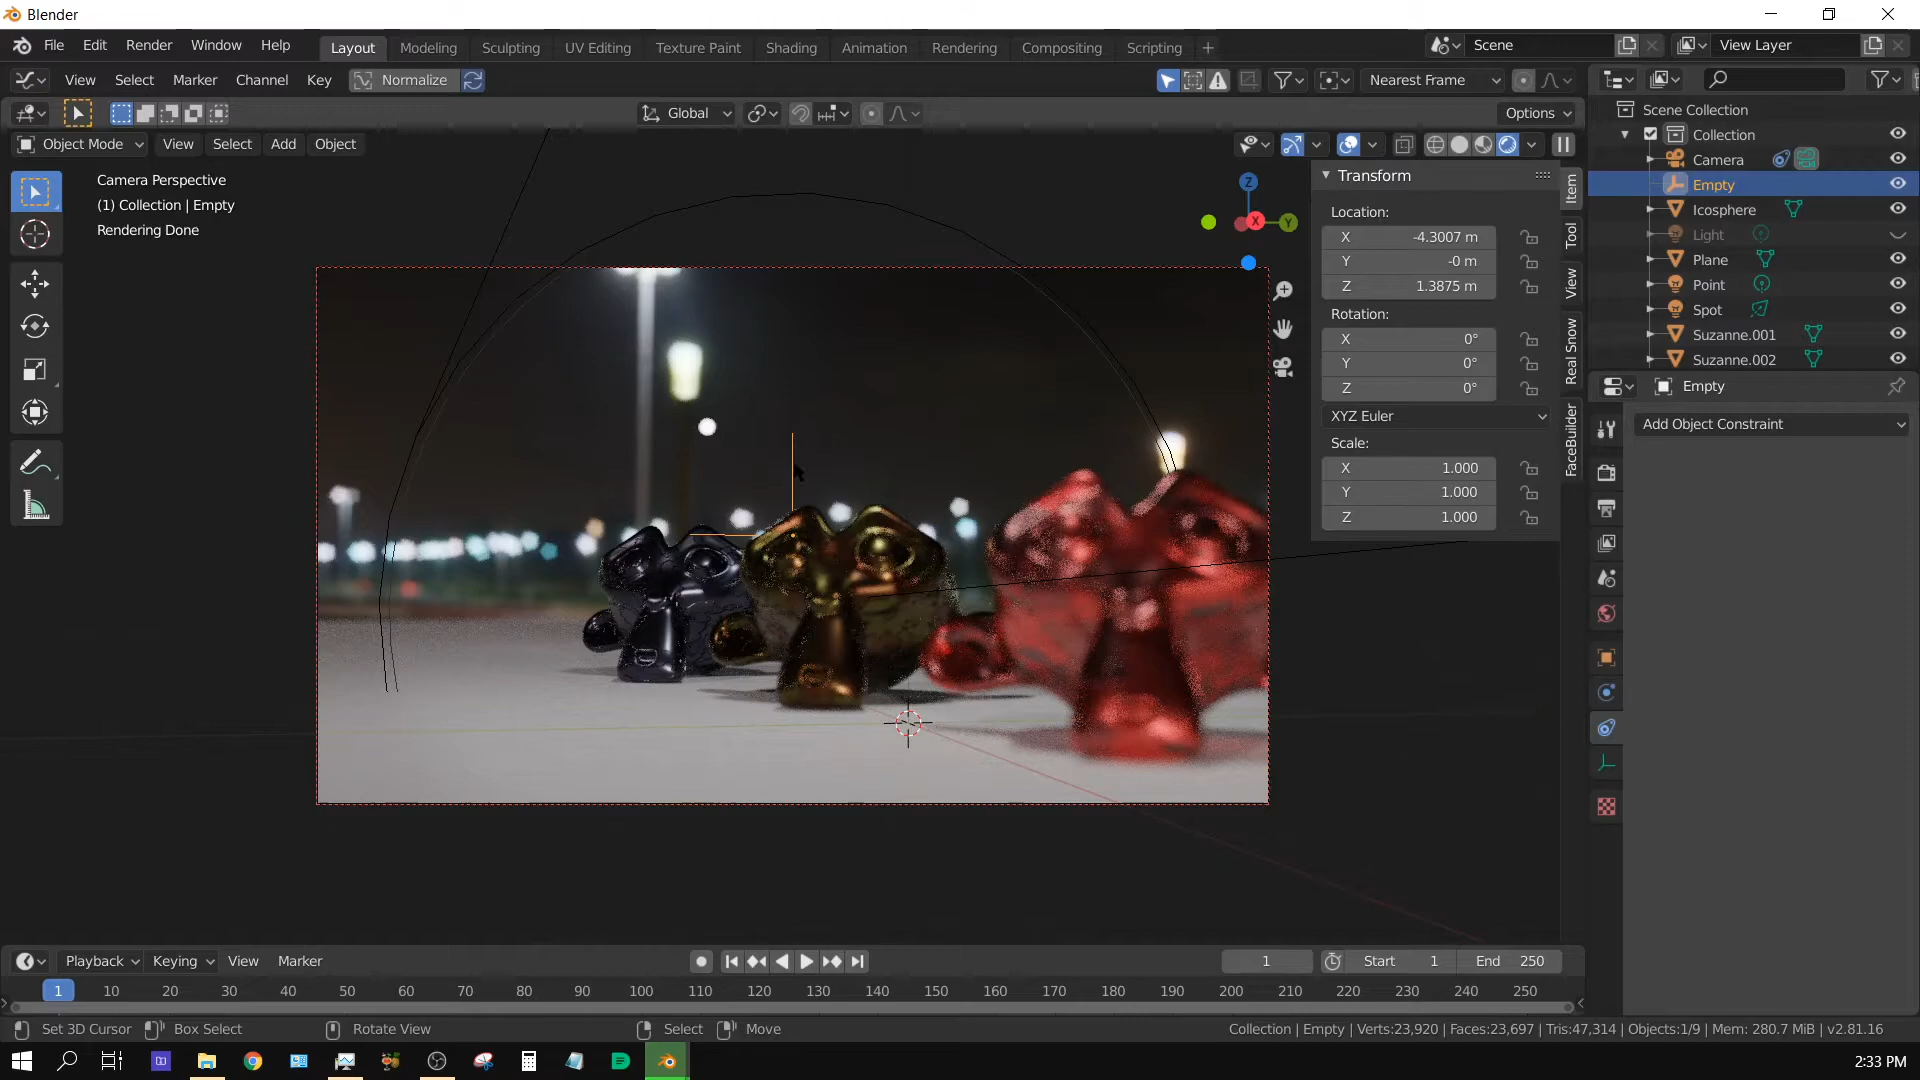 Blender
File Edit Render Window Help Layout Modeling Sculpting UV Editing Texture Paint Shading Animation Rendering Compositing Scripting + Scene View Layer
View Select Marker Channel Key Normalize Nearest Frame
Global Options
Object Mode View Select Add Object
Camera Perspective
(1) Collection | Empty
Rendering Done
Z
X
Y
Transform
Location:
X -4.3007 m
Y -0 m
Z 1.3875 m
Rotation:
X 0°
Y 0°
Z 0°
XYZ Euler
Scale:
X 1.000
Y 1.000
Z 1.000
Item
Tool
View
Real Snow
FaceBuilder
Scene Collection
Collection
Camera
Empty
Icosphere
Light
Plane
Point
Spot
Suzanne.001
Suzanne.002
Empty
Add Object Constraint
Playback Keying View Marker 1 Start 1 End 250
1 10 20 30 40 50 60 70 80 90 100 110 120 130 140 150 160 170 180 190 200 210 220 230 240 250
Set 3D Cursor Box Select Rotate View Select Move Collection | Empty | Verts:23,920 | Faces:23,697 | Tris:47,314 | Objects:1/9 | Mem: 280.7 MiB | v2.81.16
2:33 PM